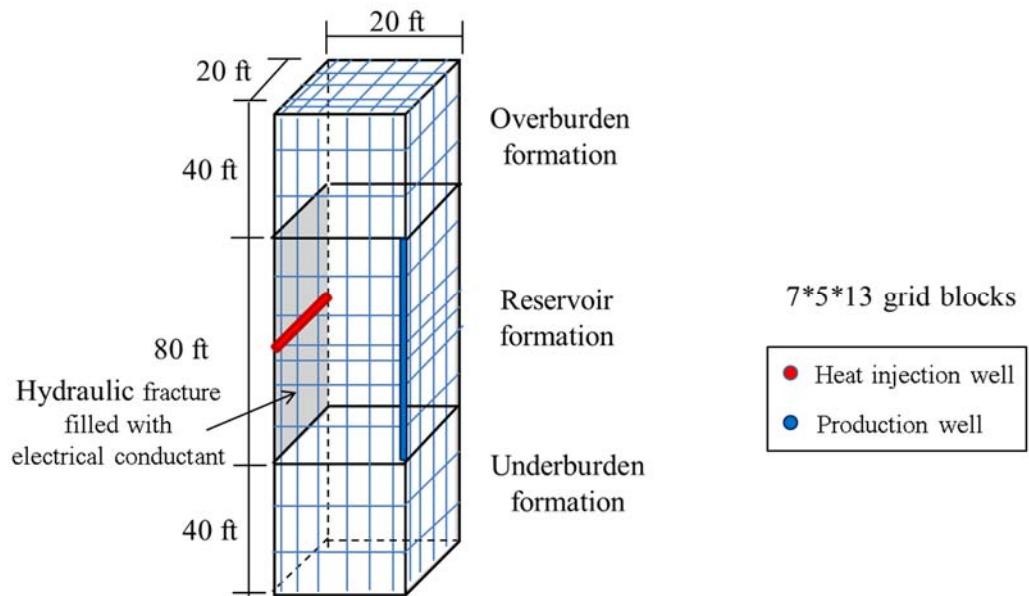 20 ft
20 ft
Overburden
formation
40 ft
Reservoir
formation
7*5*13 grid blocks
80 ft
Heat injection well
Hydraulic fracture
filled with
electrical conductant
Production well
Underburden
formation
40 ft